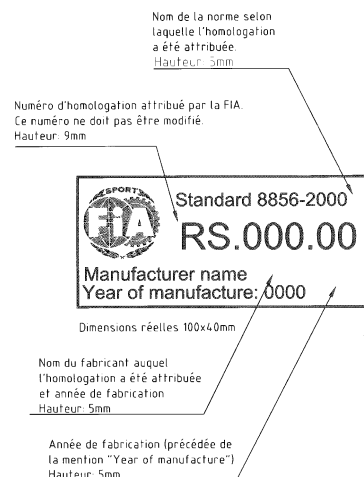 Nom de la norme selon
laquelle l'homologation
a été attribuée.
Hauteur: 5mm
Numéro d'homologation attribué par la FIA.
Ce numéro ne doit pas être modifié.
Hauteur: 9mm
SPORT
FIA
Standard 8856-2000
RS.000.00
Manufacturer name
Year of manufacture: 0000
Dimensions réelles 100x40mm
Nom du fabricant auquel
l'homologation a été attribuée
et année de fabrication
Hauteur: 5mm
Année de fabrication (précédée de
la mention "Year of manufacture")
Hauteur: 5mm